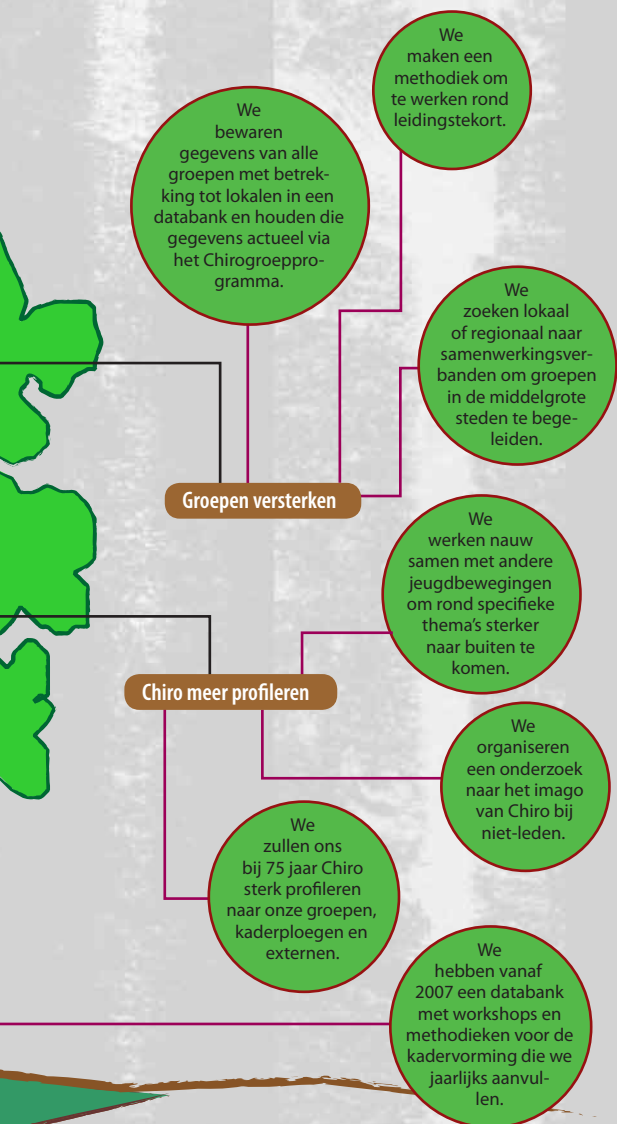 We
maken een
methodiek om
te werken rond
leidingstekort.
We
bewaren
gegevens van alle
groepen met betrek-
king tot lokalen in een
databank en houden die
gegevens actueel via
het Chirogroeppro-
gramma.
We
zoeken lokaal
of regionaal naar
samenwerkingsver-
banden om groepen
in de middelgrote
steden te bege-
leiden.
Groepen versterken
We
werken nauw
samen met andere
jeugdbewegingen
om rond specifieke
thema's sterker
naar buiten te
komen.
Chiro meer profileren
We
organiseren
een onderzoek
naar het imago
van Chiro bij
niet-leden.
We
zullen ons
bij 75 jaar Chiro
sterk profileren
naar onze groepen,
kaderploegen en
externen.
We
hebben vanaf
2007 een databank
met workshops en
methodieken voor de
kadervorming die we
jaarlijks aanvul-
len.